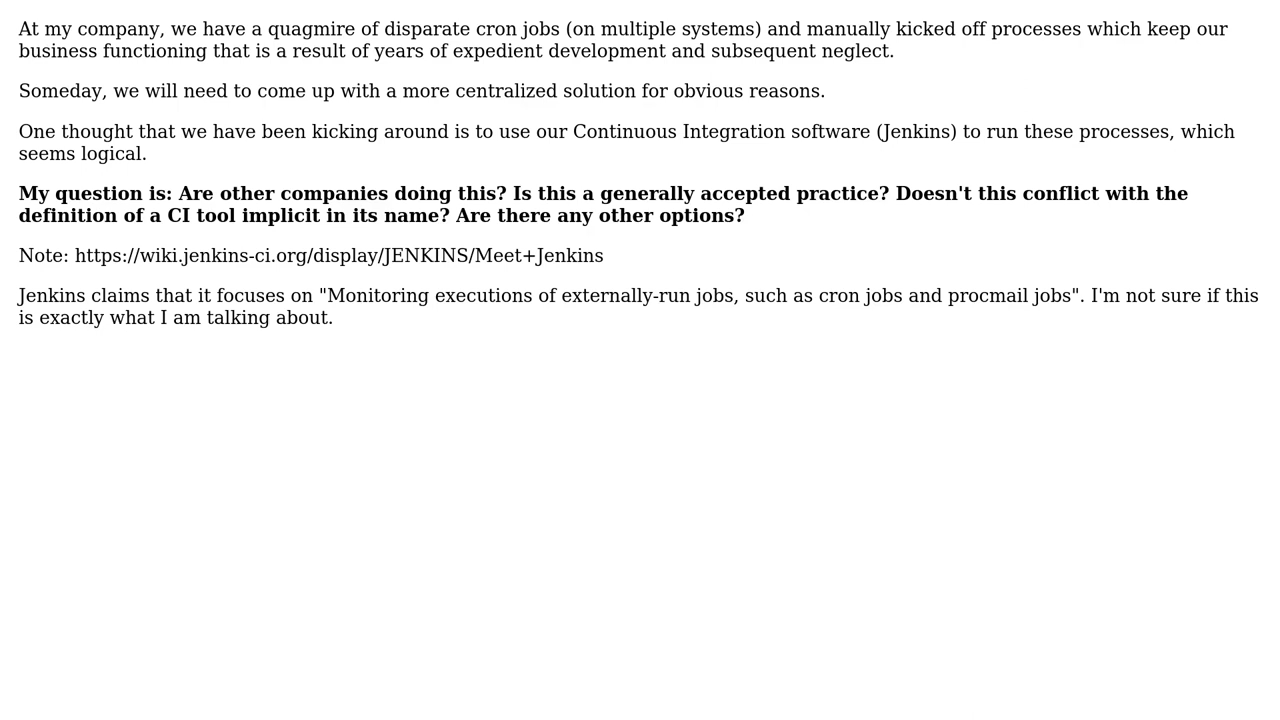 At my company, we have a quagmire of disparate cron jobs (on multiple systems) and manually kicked off processes which keep our
business functioning that is a result of years of expedient development and subsequent neglect.
Someday, we will need to come up with a more centralized solution for obvious reasons.
One thought that we have been kicking around is to use our Continuous Integration software (Jenkins) to run these processes, which
seems logical.
My question is: Are other companies doing this? Is this a generally accepted practice? Doesn't this conflict with the
definition of a CI tool implicit in its name? Are there any other options?
Note: https://wiki.jenkins-ci.org/display/JENKINS/Meet+Jenkins
Jenkins claims that it focuses on "Monitoring executions of externally-run jobs, such as cron jobs and procmail jobs". I'm not sure if this
is exactly what I am talking about.